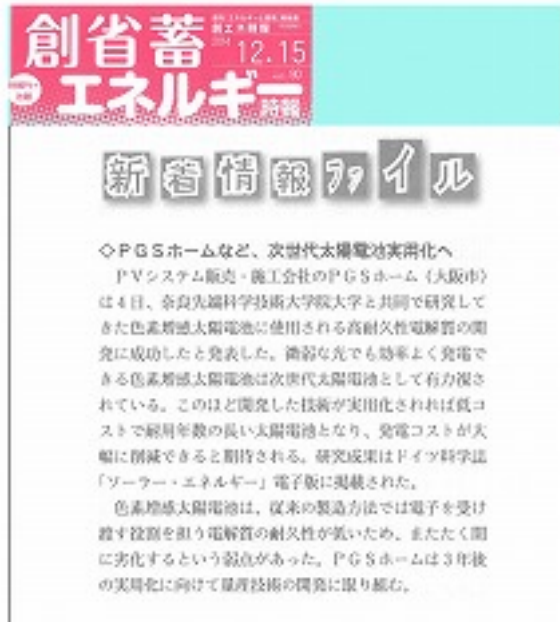 創省蓄
エネルギー
時報
12.15
新着情報ファイル
◇PGSホームなど、次世代太陽電池実用化へ
PVシステム販売・施工会社のPGSホーム（大阪市）
は4日、奈良先端科学技術大学院大学と共同で研究して
きた色素増感太陽電池に使用される高耐久性電解質の開
発に成功したと発表した。微弱な光でも効率よく発電で
きる色素増感太陽電池は次世代太陽電池として有力視さ
れている。このほど開発した技術が実用化されれば低コ
ストで耐用年数の長い太陽電池となり、発電コストが大
幅に削減できると期待される。研究成果はドイツ科学誌
「ソーラー・エネルギー」電子版に掲載された。
色素増感太陽電池は、従来の製造方法では電子を受け
渡す役割を担う電解質の耐久性が低いため、またたく間
に劣化するという弱点があった。PGSホームは3年後
の実用化に向けて量産技術の開発に取り組む。